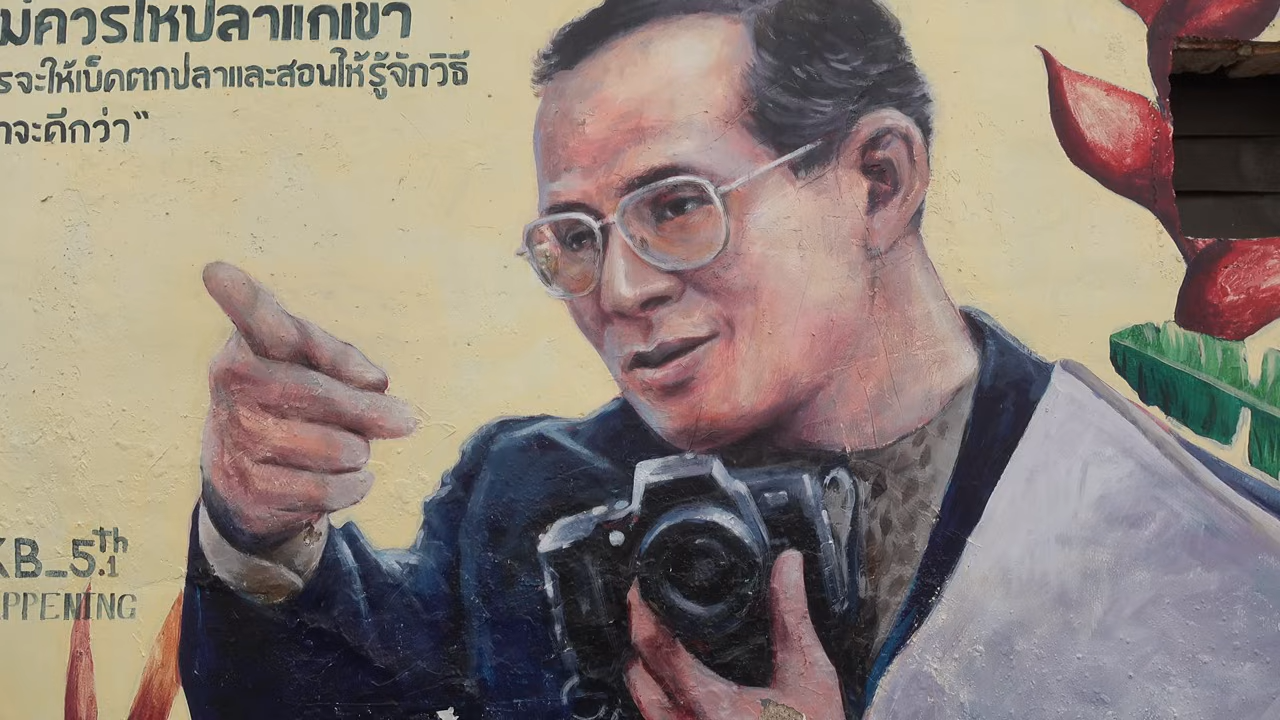 ม่ควรให้ปลาแก่เขา
รจะให้เบ็ดตกปลาและสอนให้รู้จักวิธี
าจะดีกว่า"
KB_5.1th
PPENING